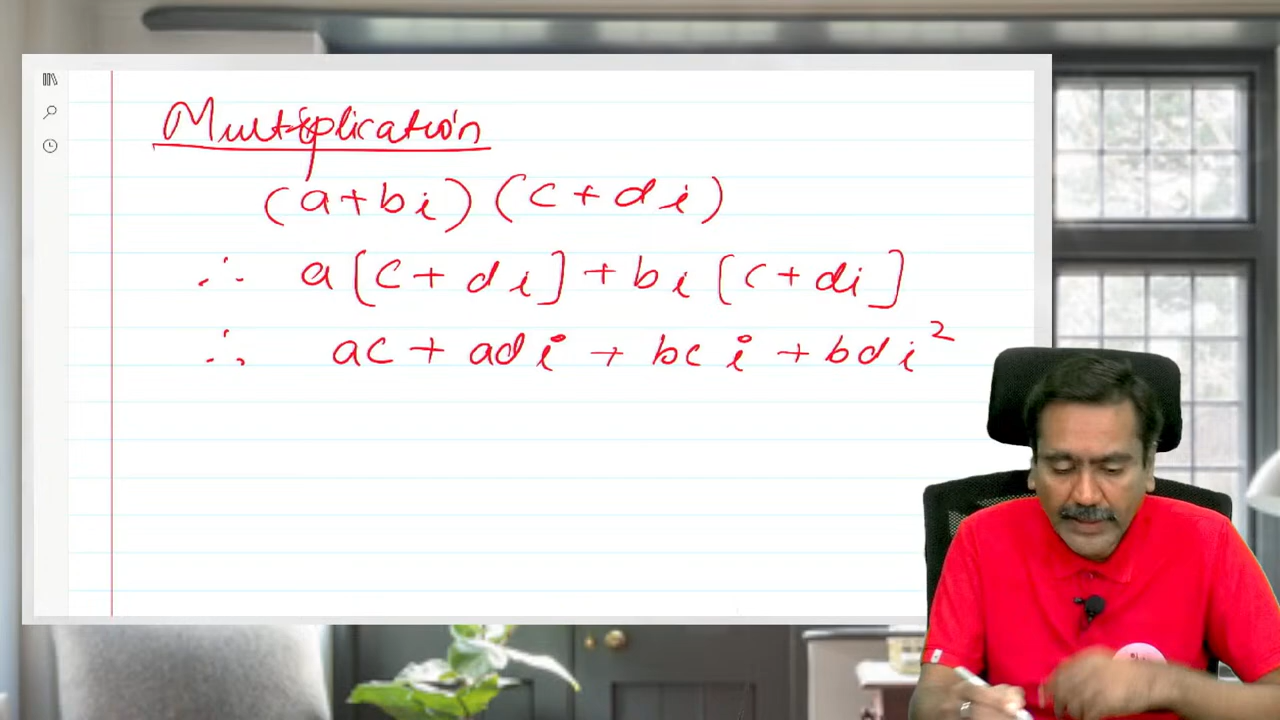 Multiplication
(a+bi) (c+di)
∴ a[c+di]+bi[c+di]
∴ ac + adi + bci + bdi²